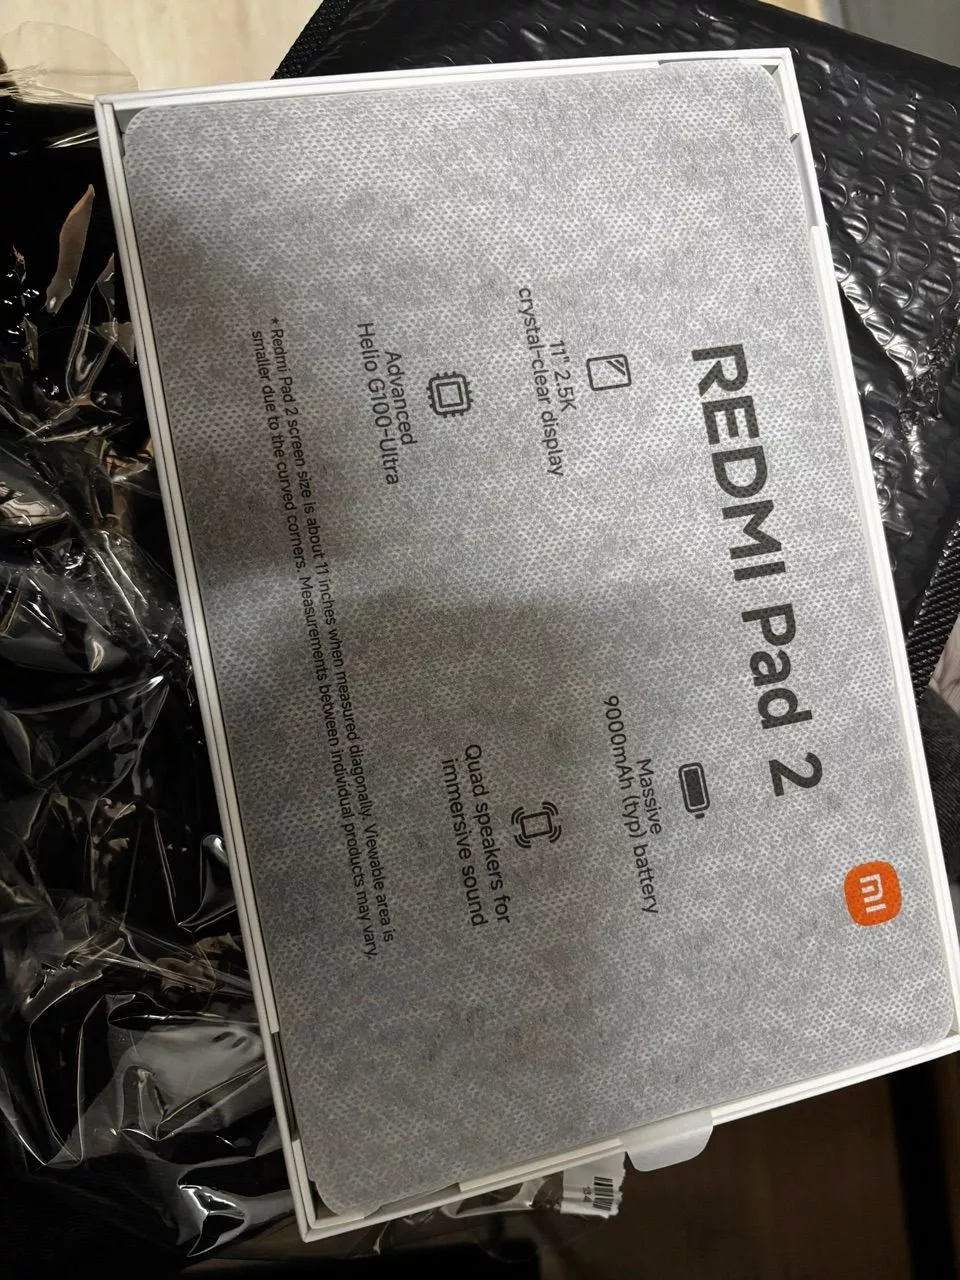 mi
REDMI Pad 2
11" 2.5K
crystal-clear display
Massive
9000mAh (typ) battery
Advanced
Helio G100-Ultra
Quad speakers for
immersive sound
* Redmi Pad 2 screen size is about 11 inches when measured diagonally. Viewable area is
smaller due to the curved corners. Measurements between individual products may vary.